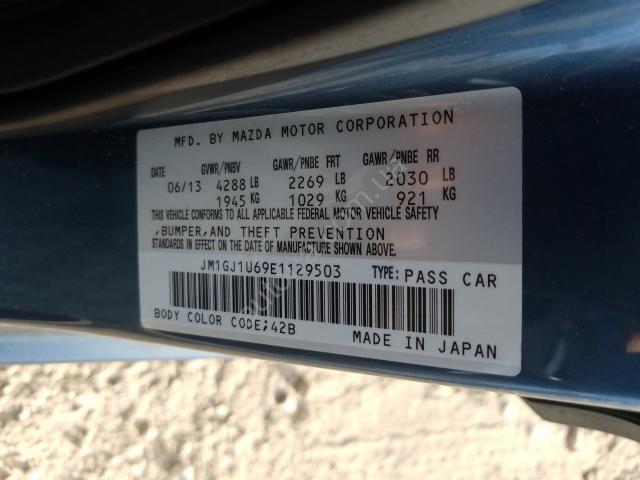 MFD. BY MAZDA MOTOR CORPORATION
DATE GVWR/PNBV GAWR/PNBE FRT GAWR/PNBE RR
06/13 4288 LB 2269 LB 2030 LB
1945 KG 1029 KG 921 KG
THIS VEHICLE CONFORMS TO ALL APPLICABLE FEDERAL MOTOR VEHICLE SAFETY
,BUMPER,AND THEFT PREVENTION
STANDARDS IN EFFECT ON THE DATE OF MANUFACTURE SHOWN ABOVE.
JM1GJ1U69E1129503 TYPE: PASS CAR
BODY COLOR CODE;42B
MADE IN JAPAN